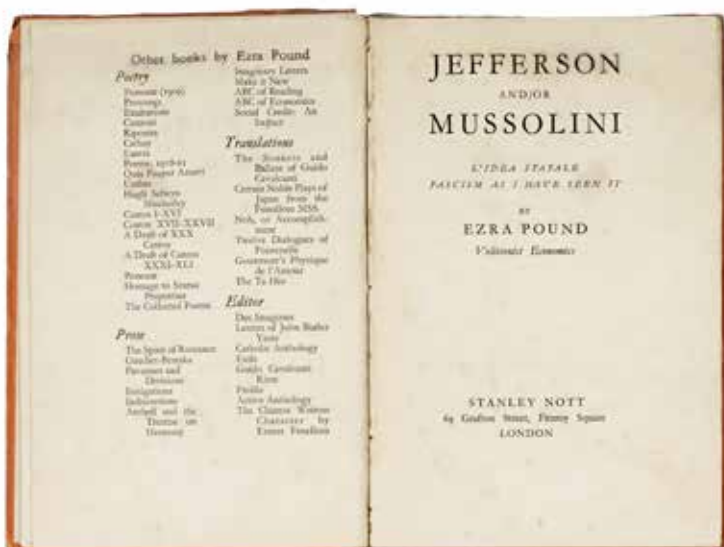 Other books by Ezra Pound
Poetry
Personae (1909)
Provença
Exultations
Canzoni
Ripostes
Cathay
Lustra
Poems, 1918-21
Quia Pauper Amavi
Umbra
Hugh Selwyn
Mauberley
Cantos I-XVI
Cantos XVII-XXVII
A Draft of XXX
Cantos
A Draft of Cantos
XXXI-XLI
Personae
Homage to Sextus
Propertius
The Collected Poems
Prose
The Spirit of Romance
Gaudier-Brzeska
Pavannes and
Divisions
Instigations
Indiscretions
Antheil and the
Treatise on
Harmony
Imaginary Letters
Make it New
ABC of Reading
ABC of Economics
Social Credit: An
Impact
Translations
The Sonnets and
Ballate of Guido
Cavalcanti
Certain Noble Plays of
Japan from the
Fenollosa MSS.
Noh, or Accomplish-
ment
Twelve Dialogues of
Fontenelle
Gourmont's Physique
de l'Amour
The Ta Hio
Editor
Des Imagistes
Letters of John Butler
Yeats
Catholic Anthology
Exile
Guido Cavalcanti
Rime
Profile
Active Anthology
The Chinese Written
Character by
Ernest Fenollosa
JEFFERSON
AND/OR
MUSSOLINI
L'IDEA STATALE
FASCISM AS I HAVE SEEN IT
BY
EZRA POUND
Volitionist Economics
STANLEY NOTT
69 Grafton Street, Fitzroy Square
LONDON